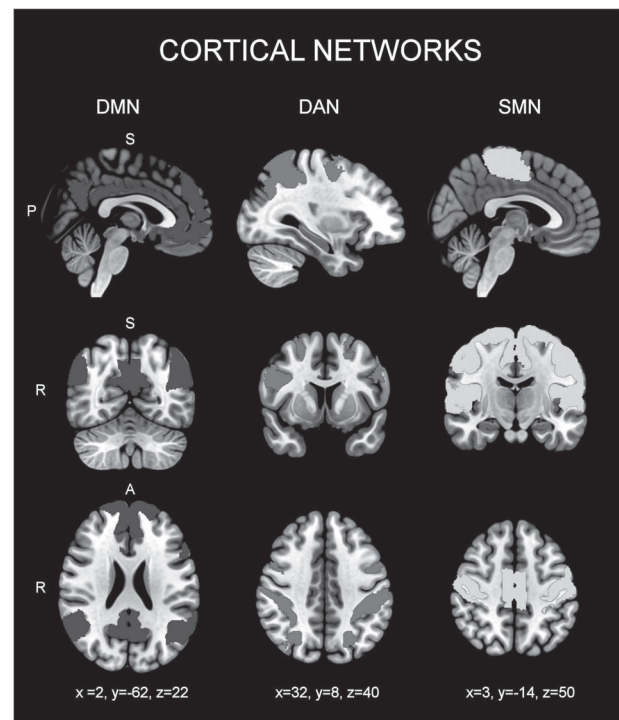 CORTICAL NETWORKS
DMN DAN SMN
S
P
S
R
A
R
x =2, y=-62, z=22 x=32, y=8, z=40 x=3, y=-14, z=50